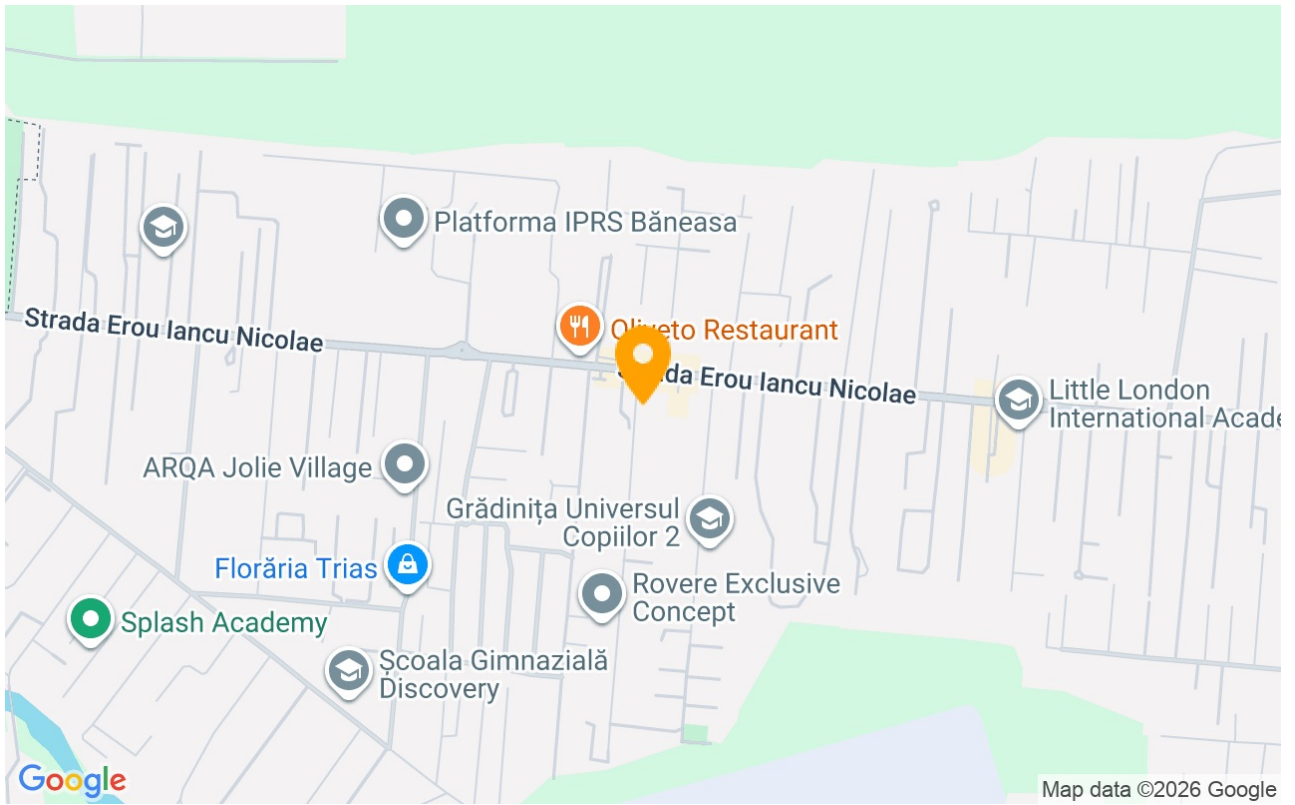 Platforma IPRS Băneasa
Strada Erou Iancu Nicolae
Oliveto Restaurant
Strada Erou Iancu Nicolae
Little London
International Acade
ARQA Jolie Village
Grădinița Universul
Copiilor 2
Florăria Trias
Rovere Exclusive
Concept
Splash Academy
Școala Gimnazială
Discovery
Google
Map data ©2026 Google